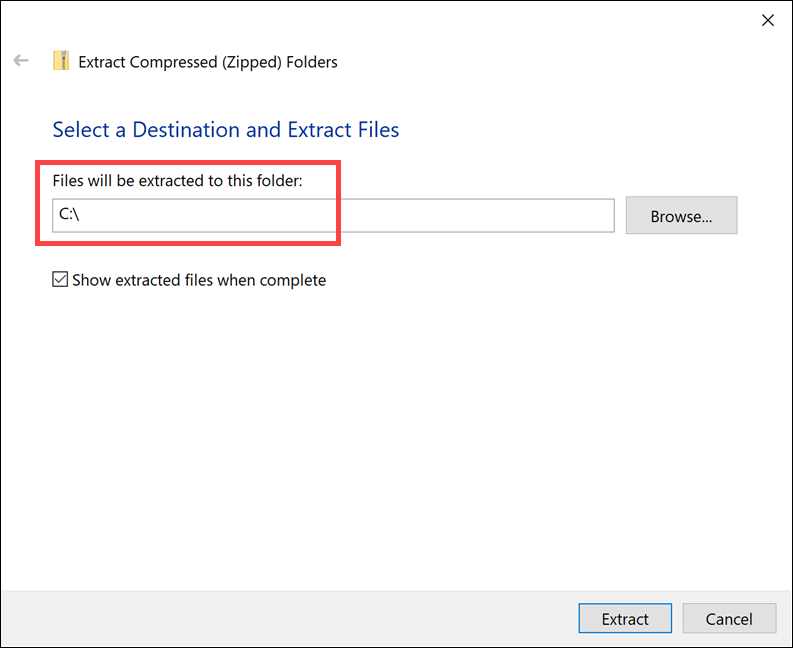 Extract Compressed (Zipped) Folders
Select a Destination and Extract Files
Files will be extracted to this folder:
C:\
Browse...
Show extracted files when complete
Extract
Cancel